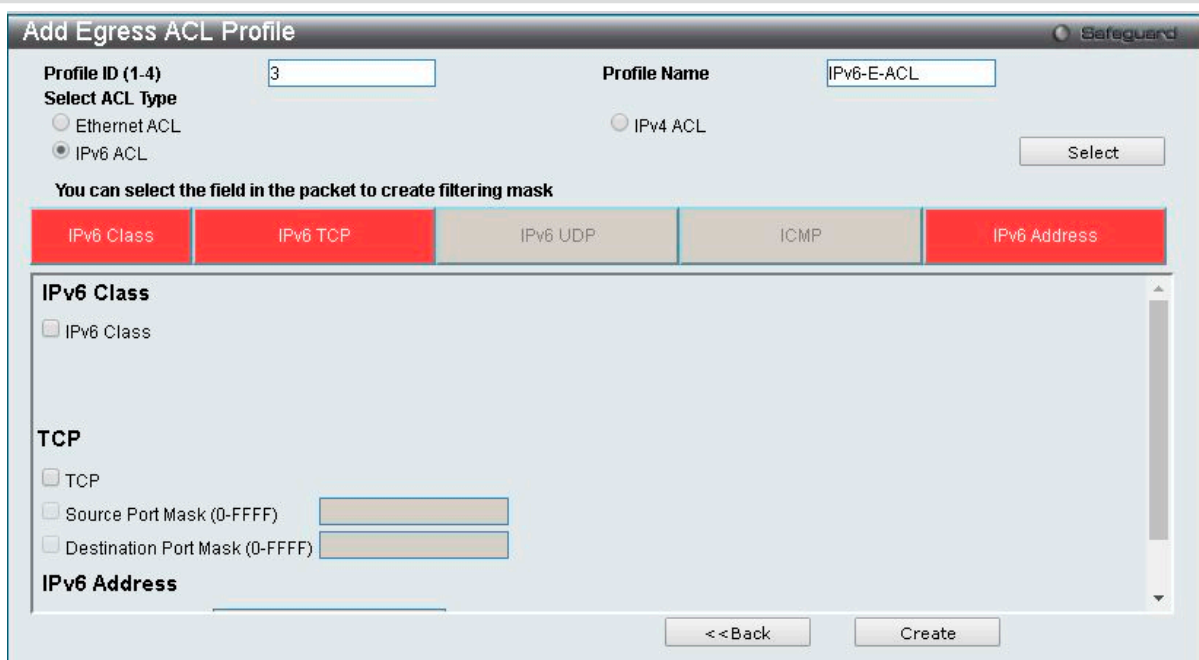 Add Egress ACL Profile
Safeguard
Profile ID (1-4) 3 Profile Name IPv6-E-ACL
Select ACL Type
Ethernet ACL IPv4 ACL
IPv6 ACL Select
You can select the field in the packet to create filtering mask
IPv6 Class IPv6 TCP IPv6 UDP ICMP IPv6 Address
IPv6 Class
IPv6 Class
TCP
TCP
Source Port Mask (0-FFFF)
Destination Port Mask (0-FFFF)
IPv6 Address
<<Back Create